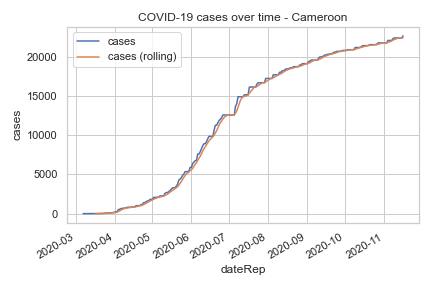 COVID-19 cases over time - Cameroon
cases
cases (rolling)
20000
15000
10000
5000
0
cases
2020-03
2020-04
2020-05
2020-06
2020-07
2020-08
2020-09
2020-10
2020-11
dateRep